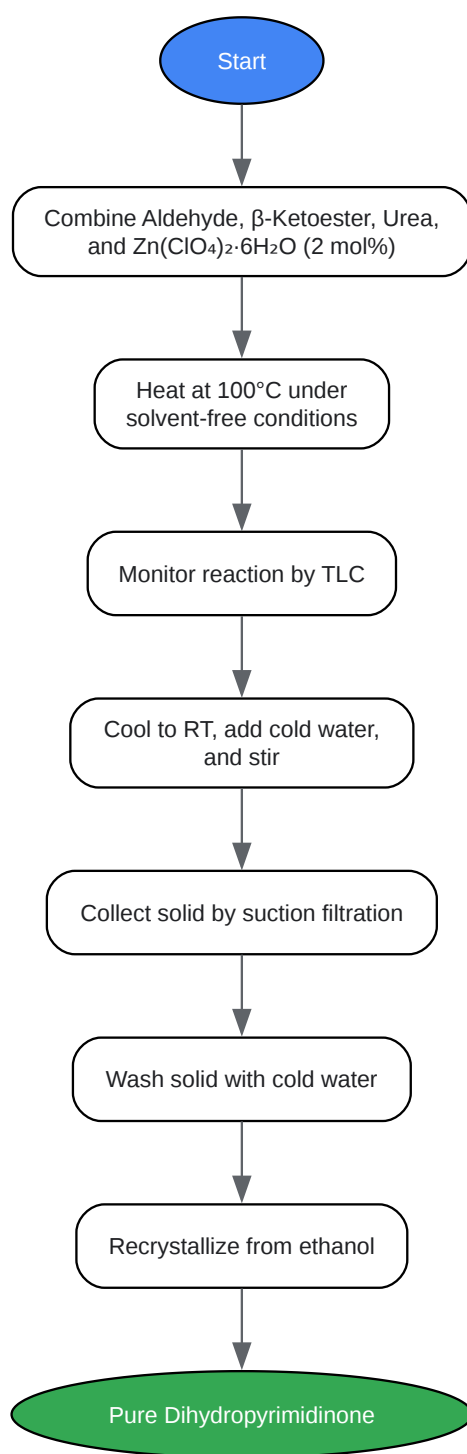 Start
Combine Aldehyde, β-Ketoester, Urea,
and Zn(ClO₄)₂·6H₂O (2 mol%)
Heat at 100°C under
solvent-free conditions
Monitor reaction by TLC
Cool to RT, add cold water,
and stir
Collect solid by suction filtration
Wash solid with cold water
Recrystallize from ethanol
Pure Dihydropyrimidinone